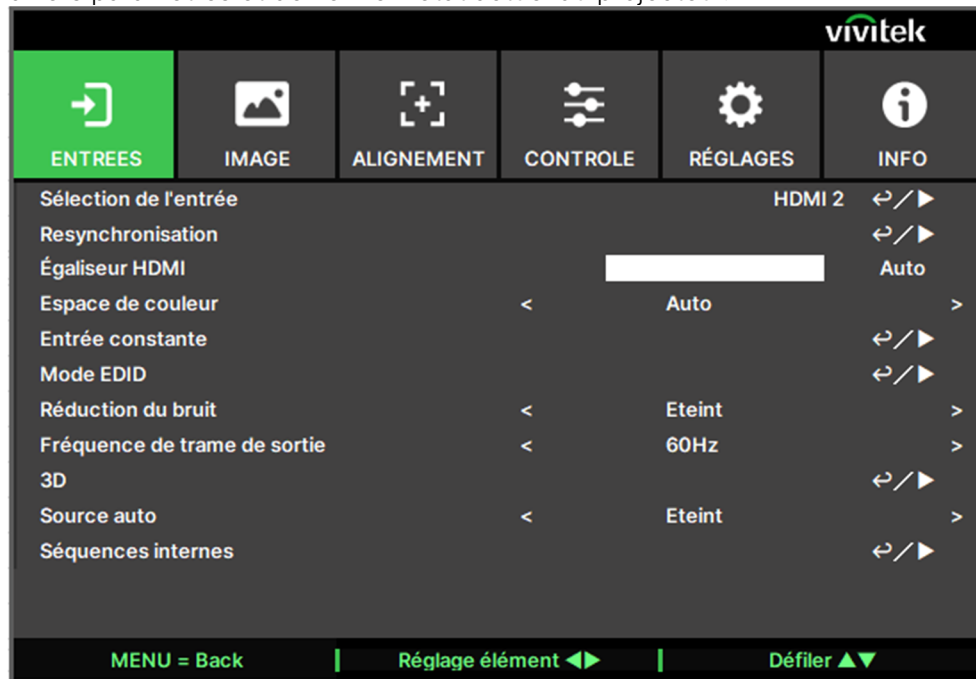 vivitek
ENTREES IMAGE ALIGNEMENT CONTROLE RÉGLAGES INFO
Sélection de l'entrée HDMI 2
Resynchronisation
Égaliseur HDMI Auto
Espace de couleur < Auto >
Entrée constante
Mode EDID
Réduction du bruit < Eteint >
Fréquence de trame de sortie < 60Hz >
3D
Source auto < Eteint >
Séquences internes
MENU = Back Réglage élément ◀▶ Défiler ▲▼